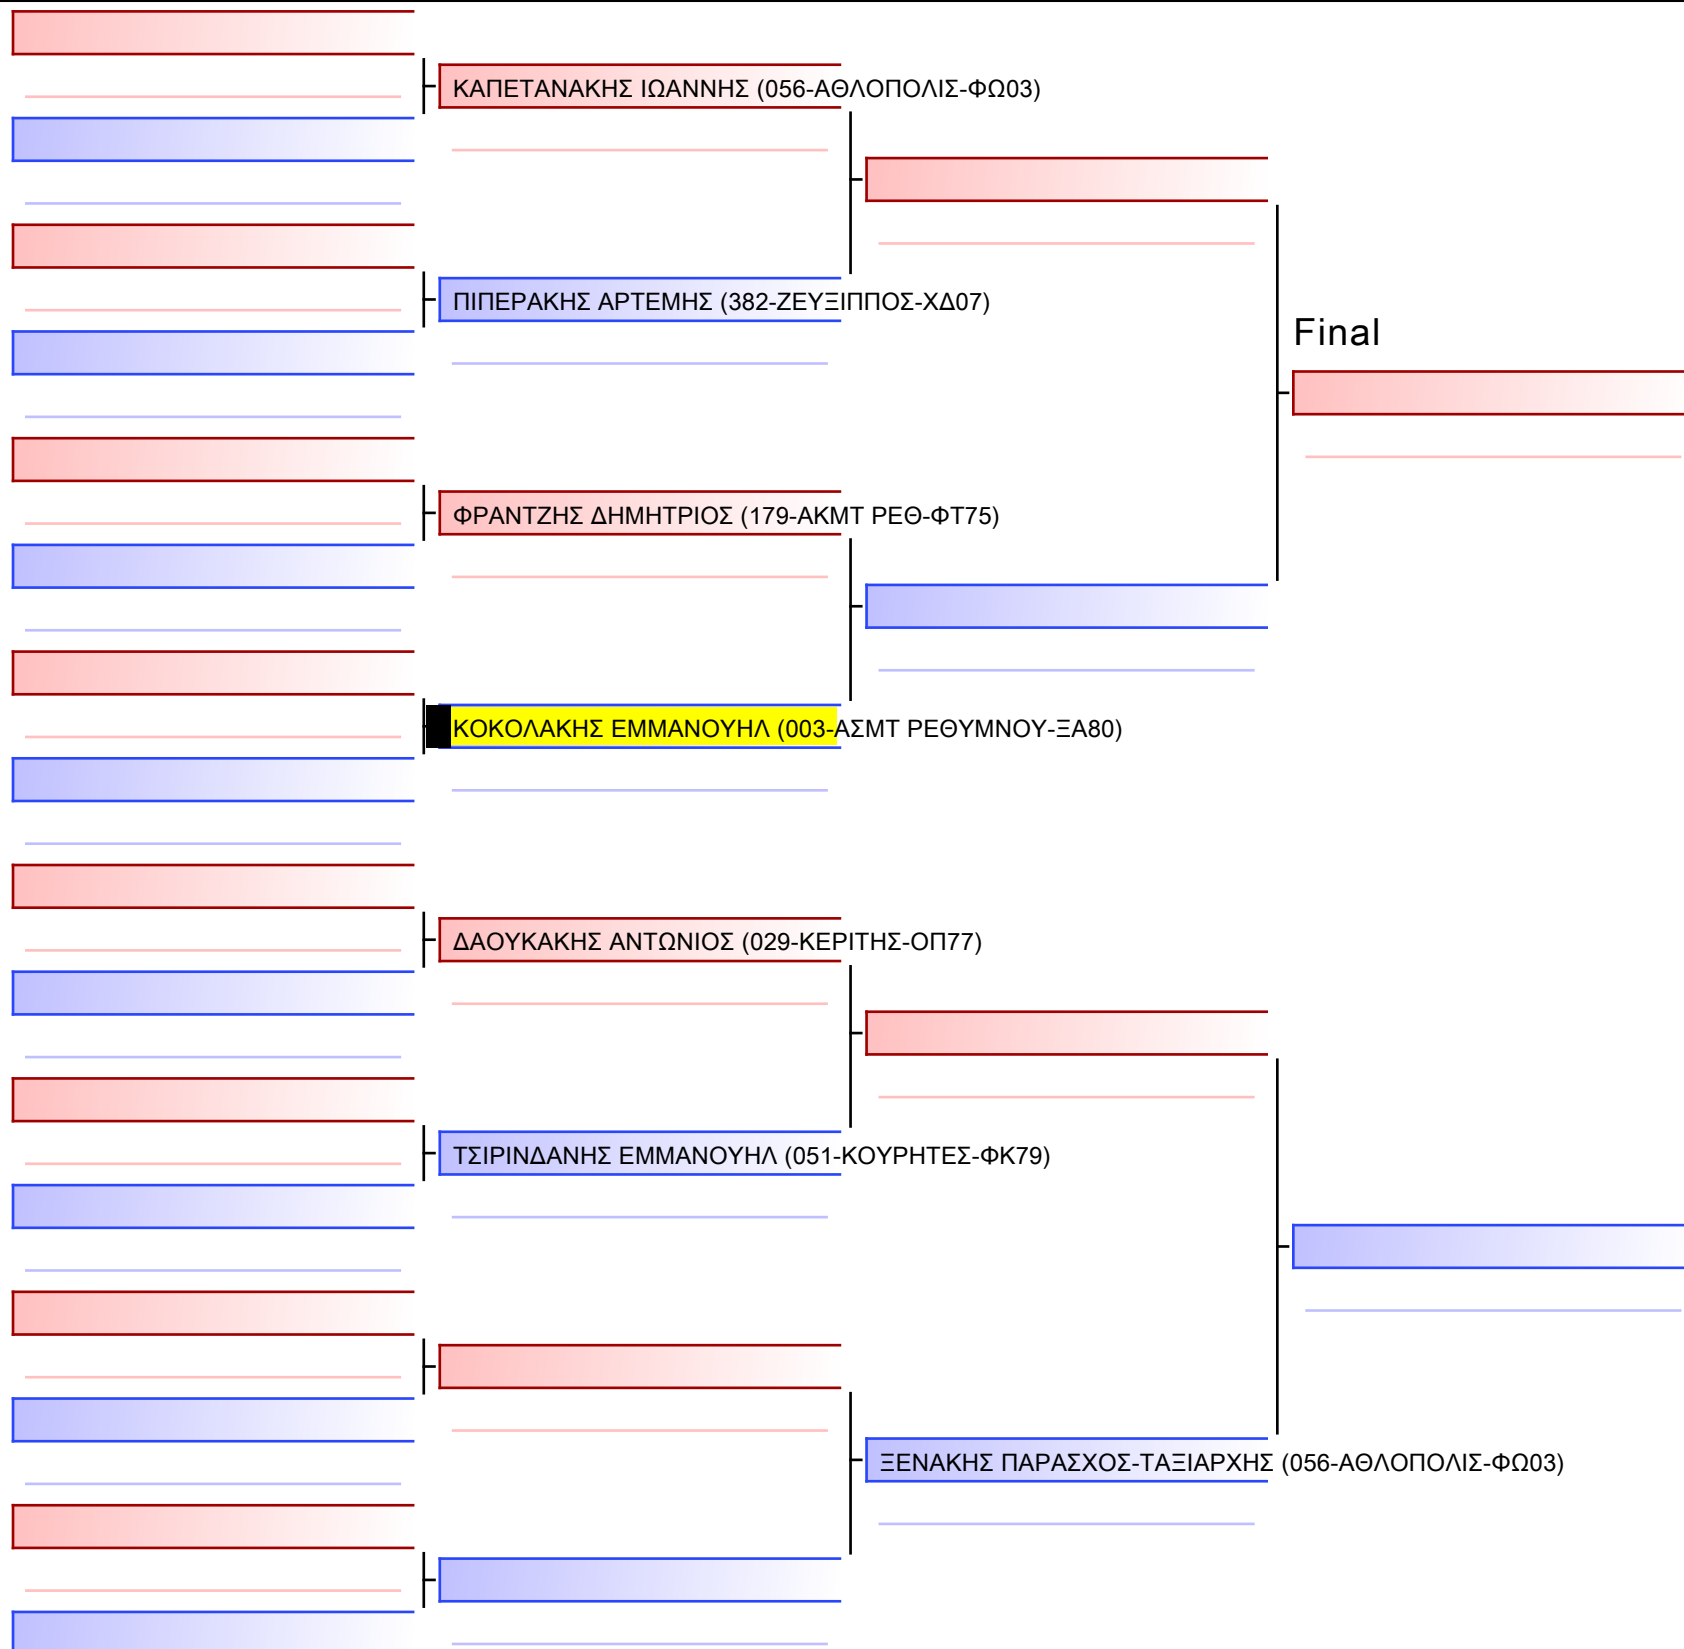 ΚΑΠΕΤΑΝΑΚΗΣ ΙΩΑΝΝΗΣ (056-ΑΘΛΟΠΟΛΙΣ-ΦΩ03)
ΠΙΠΕΡΑΚΗΣ ΑΡΤΕΜΗΣ (382-ΖΕΥΞΙΠΠΟΣ-ΧΔ07)
Final
ΦΡΑΝΤΖΗΣ ΔΗΜΗΤΡΙΟΣ (179-ΑΚΜΤ ΡΕΘ-ΦΤ75)
ΚΟΚΟΛΑΚΗΣ ΕΜΜΑΝΟΥΗΛ (003-ΑΣΜΤ ΡΕΘΥΜΝΟΥ-ΞΑ80)
ΔΑΟΥΚΑΚΗΣ ΑΝΤΩΝΙΟΣ (029-ΚΕΡΙΤΗΣ-ΟΠ77)
ΤΣΙΡΙΝΔΑΝΗΣ ΕΜΜΑΝΟΥΗΛ (051-ΚΟΥΡΗΤΕΣ-ΦΚ79)
ΞΕΝΑΚΗΣ ΠΑΡΑΣΧΟΣ-ΤΑΞΙΑΡΧΗΣ (056-ΑΘΛΟΠΟΛΙΣ-ΦΩ03)